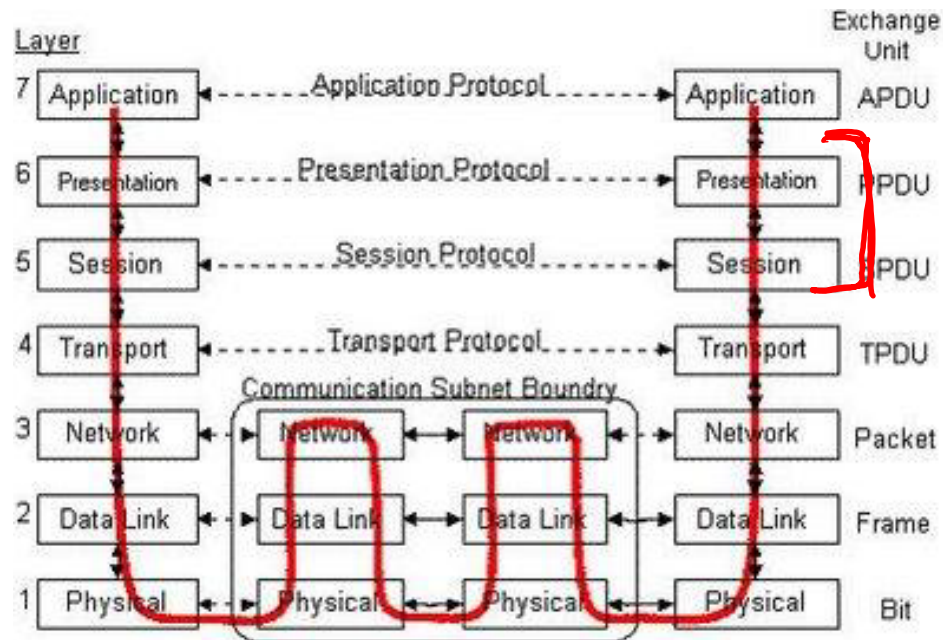 Exchange
Layer Unit
7 Application Application Protocol Application APDU
6 Presentation Presentation Protocol Presentation PPDU
5 Session Session Protocol Session SPDU
4 Transport Transport Protocol Transport TPDU
Communication Subnet Boundry
3 Network Network Network Network Packet
2 Data Link Data Link Data Link Data Link Frame
1 Physical Physical Physical Physical Bit